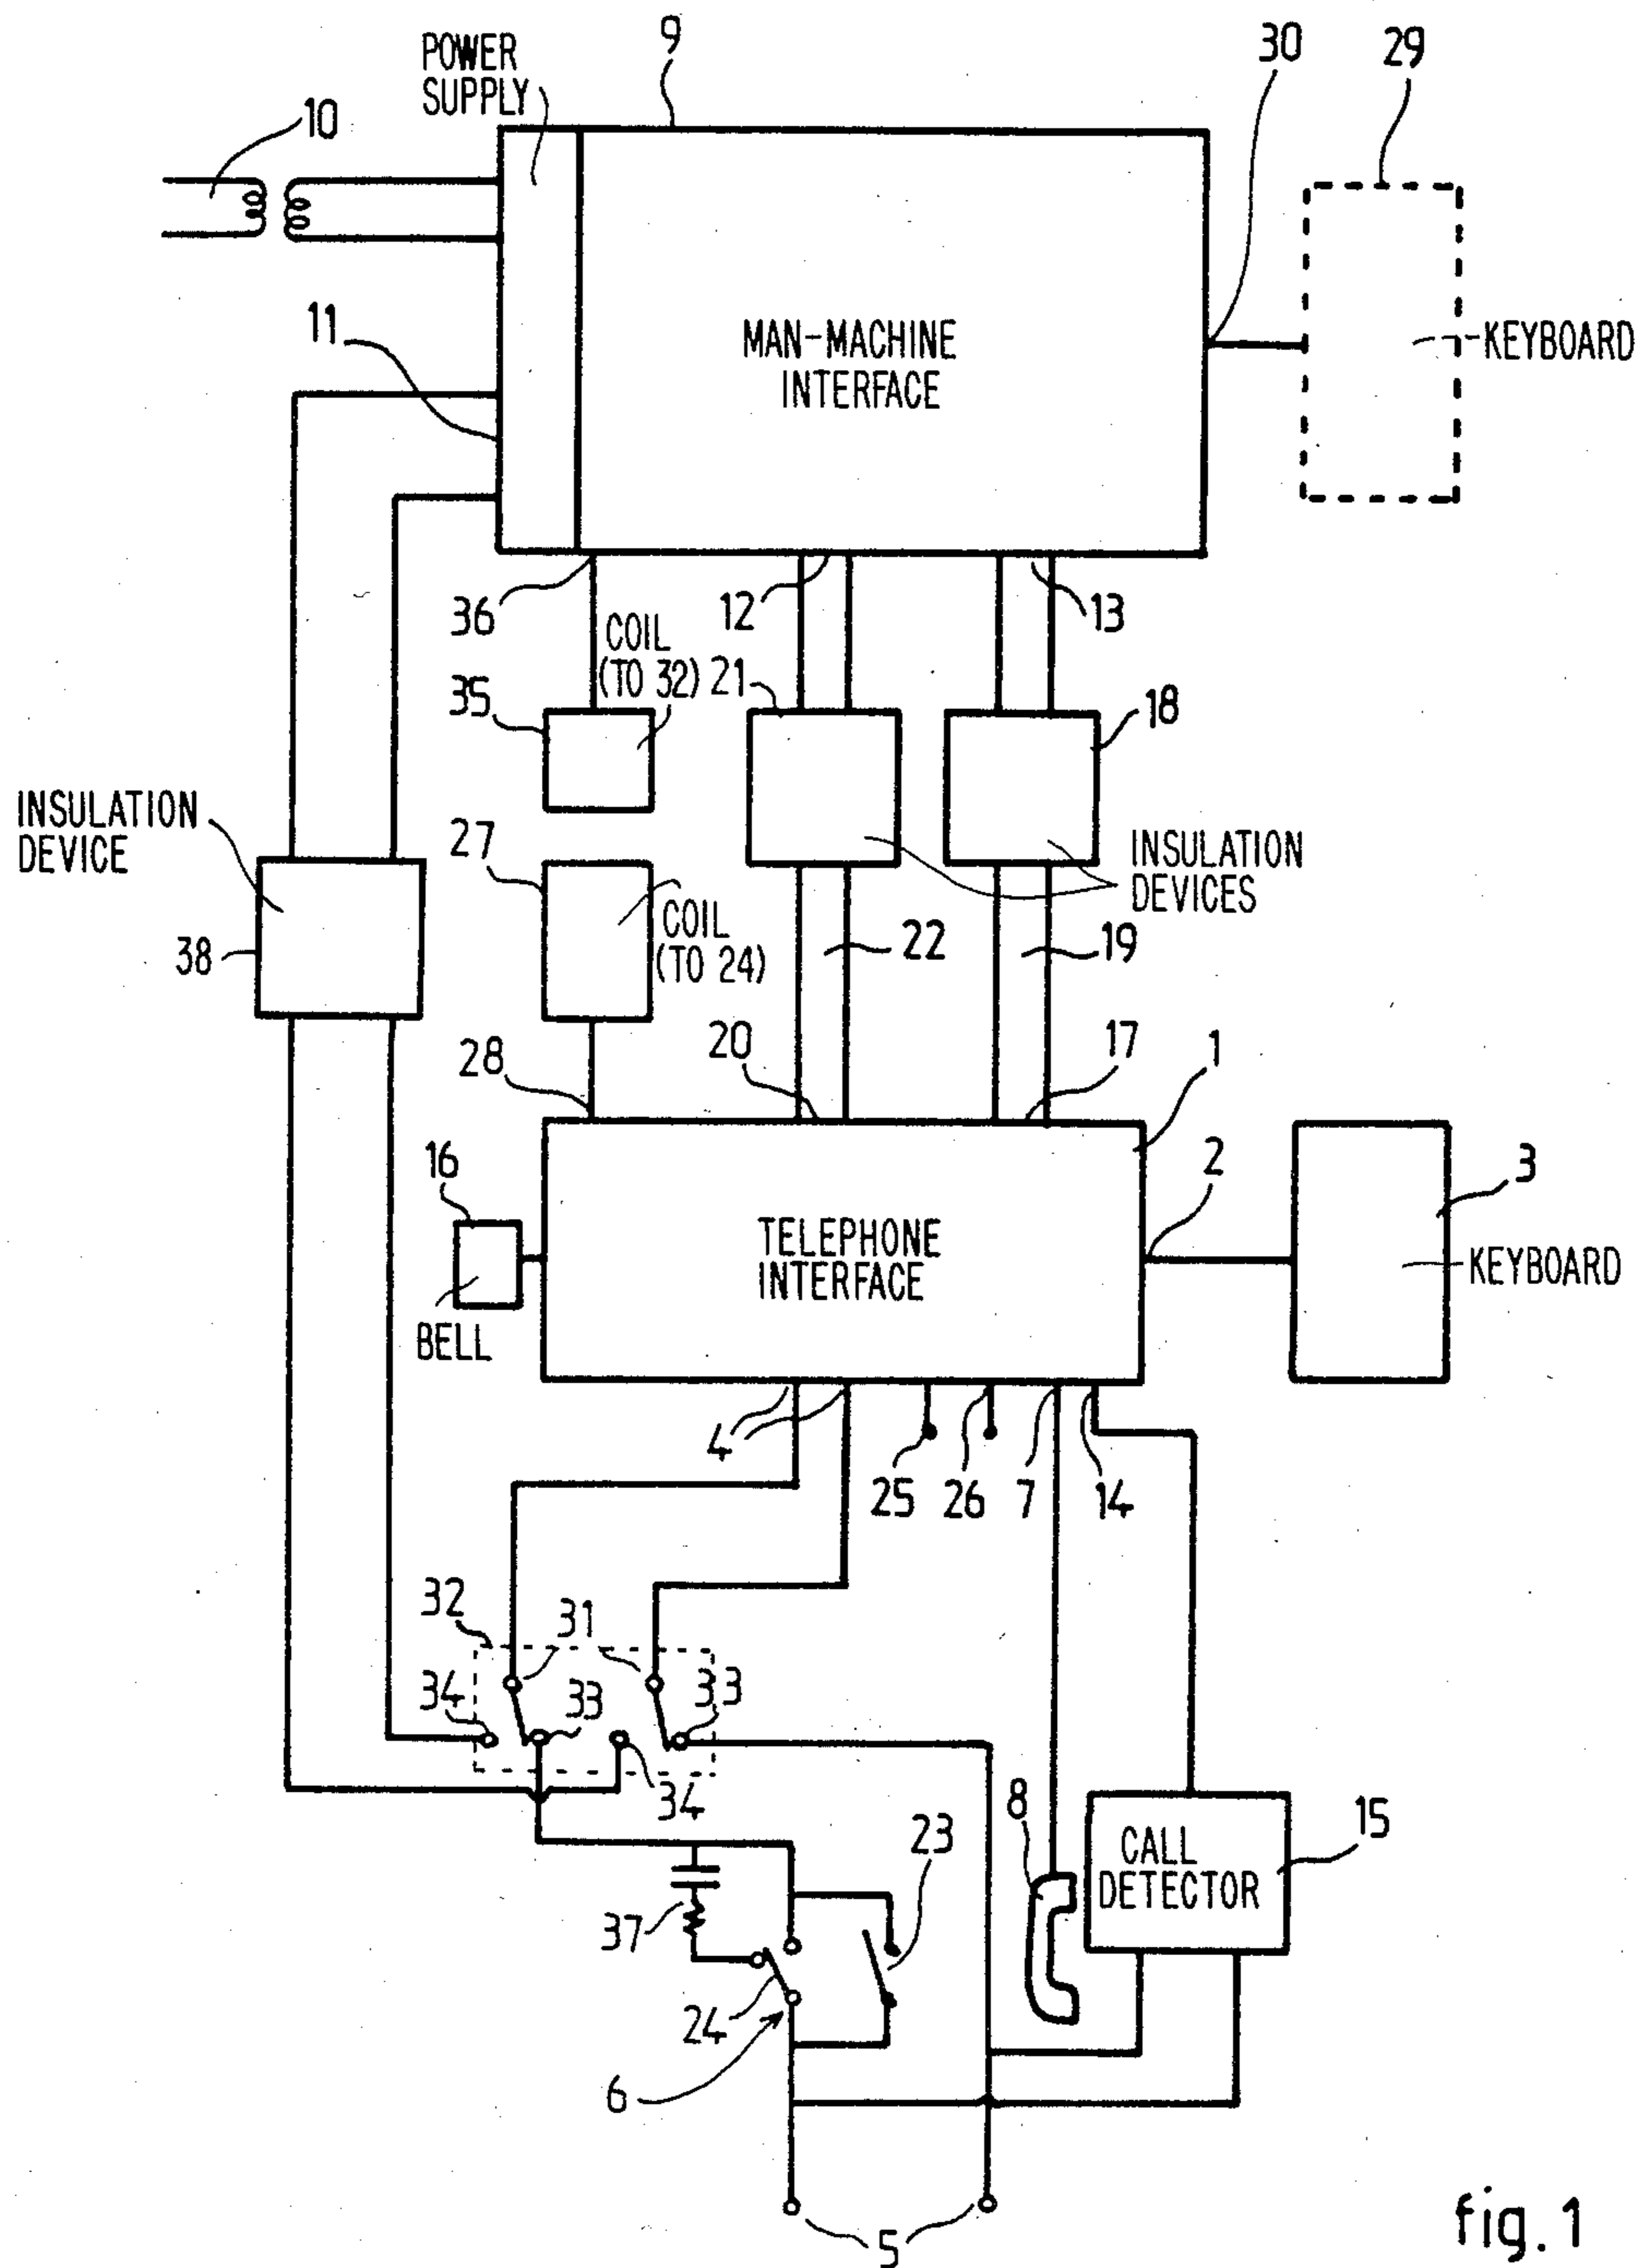 9
30
29
POWER
SUPPLY
10
11
MAN-MACHINE
INTERFACE
KEYBOARD
36
12
13
COIL
(TO 32)
21
35
18
INSULATION
DEVICE
27
INSULATION
DEVICES
COIL
(TO 24)
22
19
38
28
20
17
1
2
3
16
TELEPHONE
INTERFACE
KEYBOARD
BELL
4
25
26
7
14
32
31
34
33
33
34
8
23
15
CALL
DETECTOR
37
24
6
5
fig.1